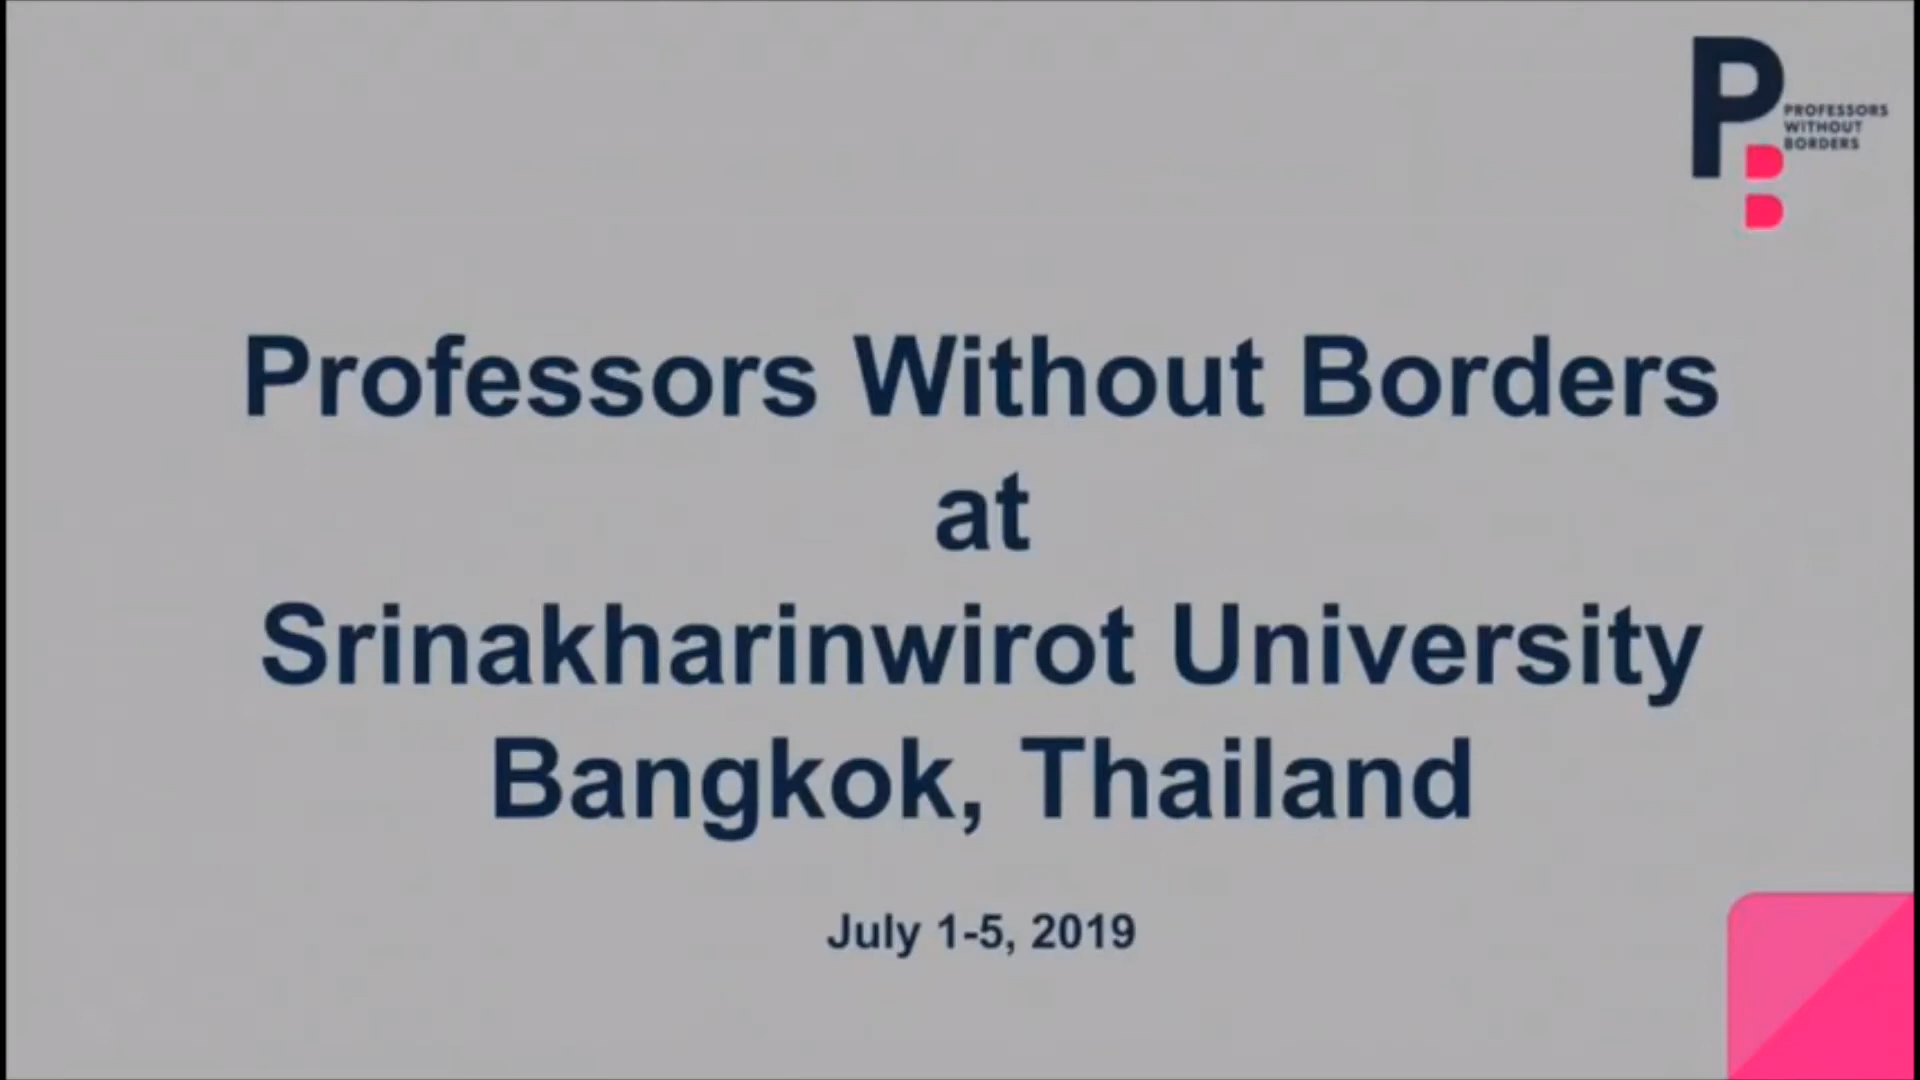 PROFESSORS
WITHOUT
BORDERS
Professors Without Borders
at
Srinakharinwirot University
Bangkok, Thailand
July 1-5, 2019